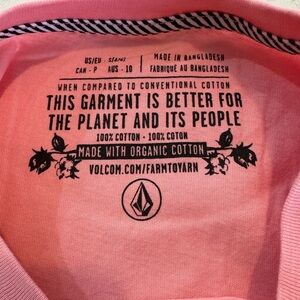 US/EU - S
CAN - P AUS - 10
MADE IN BANGLADESH
FABRIQUÉ AU BANGLADESH
WHEN COMPARED TO CONVENTIONAL COTTON
THIS GARMENT IS BETTER FOR
THE PLANET AND ITS PEOPLE
100% COTTON - 100% COTON
MADE WITH ORGANIC COTTON
VOLCOM.COM/FARMTOYARN